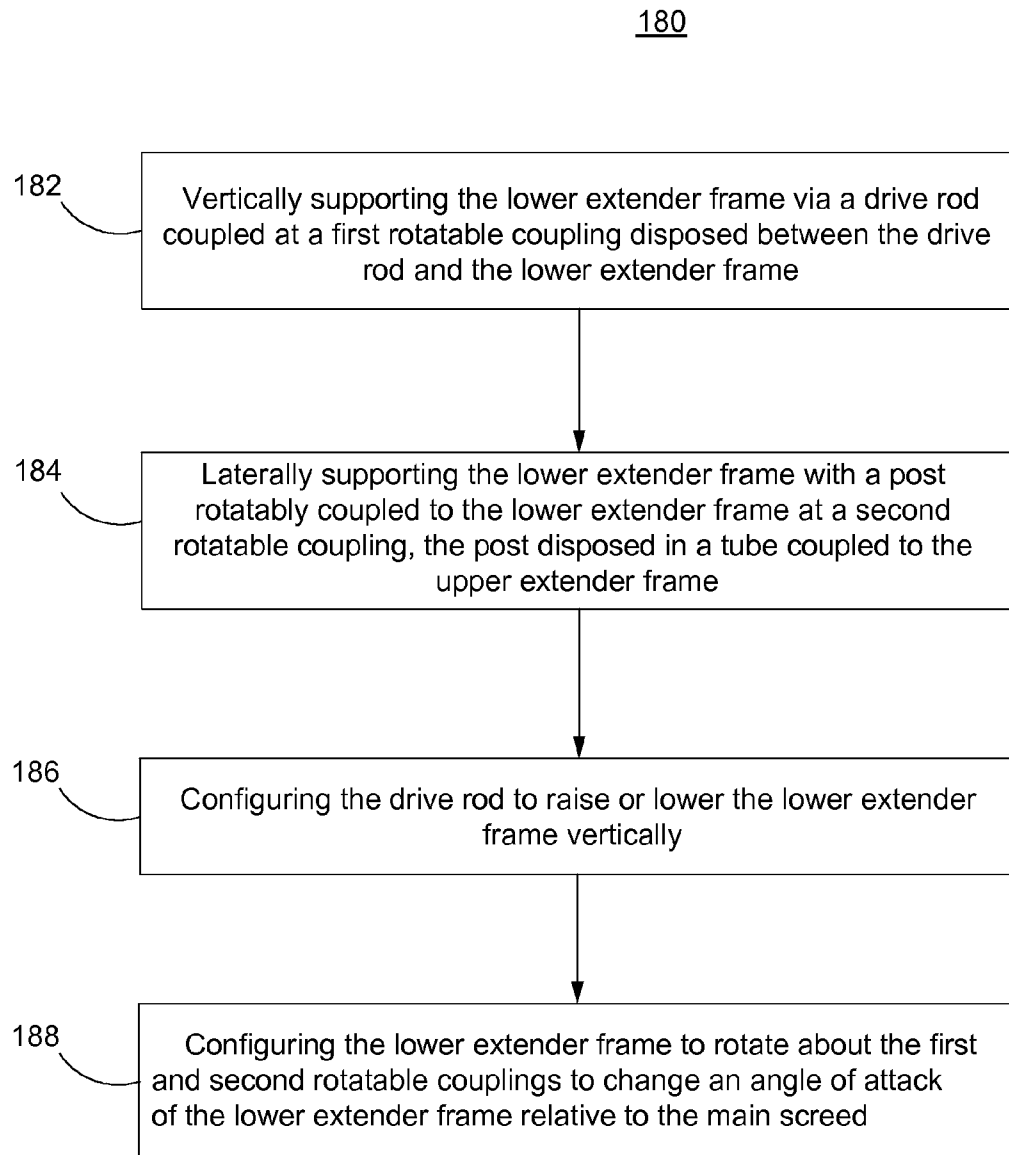 180
182
Vertically supporting the lower extender frame via a drive rod
coupled at a first rotatable coupling disposed between the drive
rod and the lower extender frame
184
Laterally supporting the lower extender frame with a post
rotatably coupled to the lower extender frame at a second
rotatable coupling, the post disposed in a tube coupled to the
upper extender frame
186
Configuring the drive rod to raise or lower the lower extender
frame vertically
188
Configuring the lower extender frame to rotate about the first
and second rotatable couplings to change an angle of attack
of the lower extender frame relative to the main screed